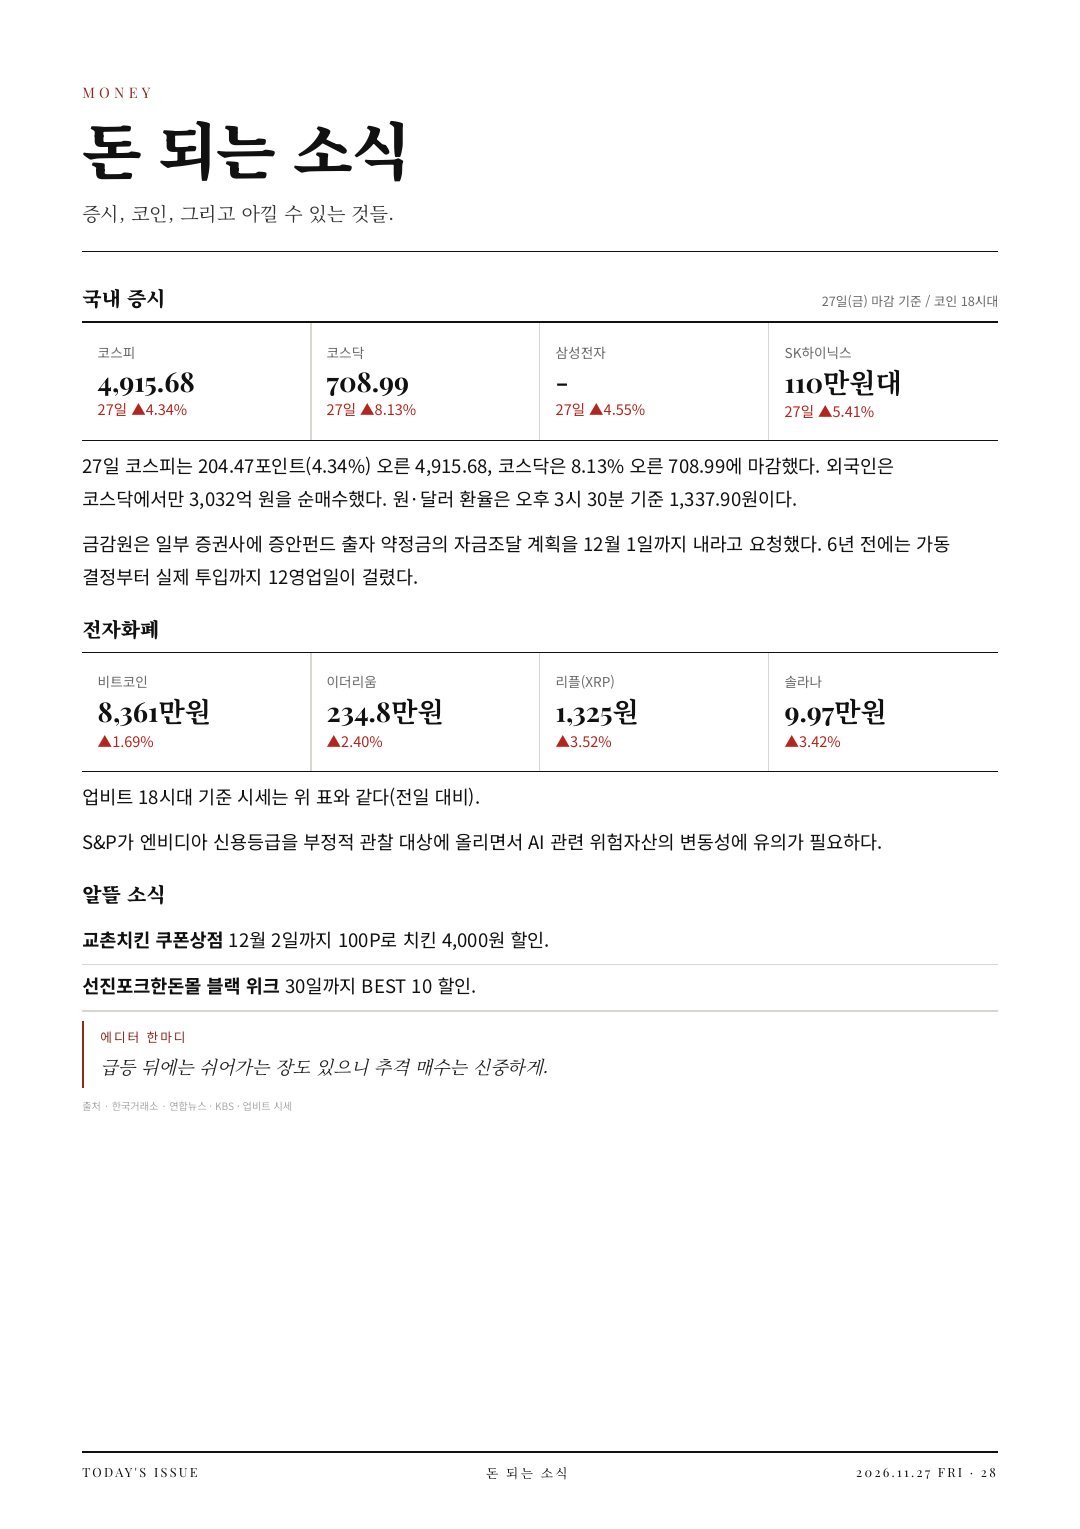 MONEY
돈 되는 소식
증시, 코인, 그리고 아낄 수 있는 것들.
국내 증시
27일(금) 마감 기준 / 코인 18시대
코스피
4,915.68
27일 ▲4.34%
코스닥
708.99
27일 ▲8.13%
삼성전자
–
27일 ▲4.55%
SK하이닉스
110만원대
27일 ▲5.41%
27일 코스피는 204.47포인트(4.34%) 오른 4,915.68, 코스닥은 8.13% 오른 708.99에 마감했다. 외국인은
코스닥에서만 3,032억 원을 순매수했다. 원·달러 환율은 오후 3시 30분 기준 1,337.90원이다.
금감원은 일부 증권사에 증안펀드 출자 약정금의 자금조달 계획을 12월 1일까지 내라고 요청했다. 6년 전에는 가동
결정부터 실제 투입까지 12영업일이 걸렸다.
전자화폐
비트코인
8,361만원
▲1.69%
이더리움
234.8만원
▲2.40%
리플(XRP)
1,325원
▲3.52%
솔라나
9.97만원
▲3.42%
업비트 18시대 기준 시세는 위 표와 같다(전일 대비).
S&P가 엔비디아 신용등급을 부정적 관찰 대상에 올리면서 AI 관련 위험자산의 변동성에 유의가 필요하다.
알뜰 소식
교촌치킨 쿠폰상점 12월 2일까지 100P로 치킨 4,000원 할인.
선진포크한돈몰 블랙 위크 30일까지 BEST 10 할인.
에디터 한마디
급등 뒤에는 쉬어가는 장도 있으니 추격 매수는 신중하게.
출처 · 한국거래소 · 연합뉴스 · KBS · 업비트 시세
TODAY'S ISSUE
돈 되는 소식
2026.11.27 FRI · 28